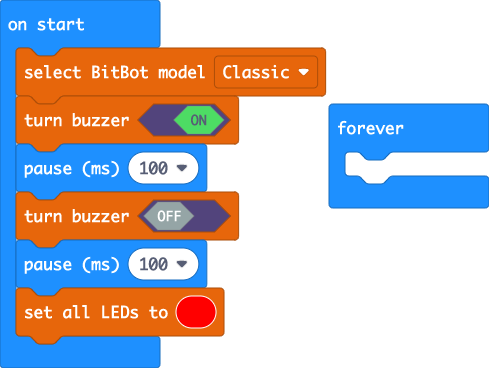 on start
select BitBot model Classic
turn buzzer ON
pause (ms) 100
turn buzzer OFF
pause (ms) 100
set all LEDs to
forever